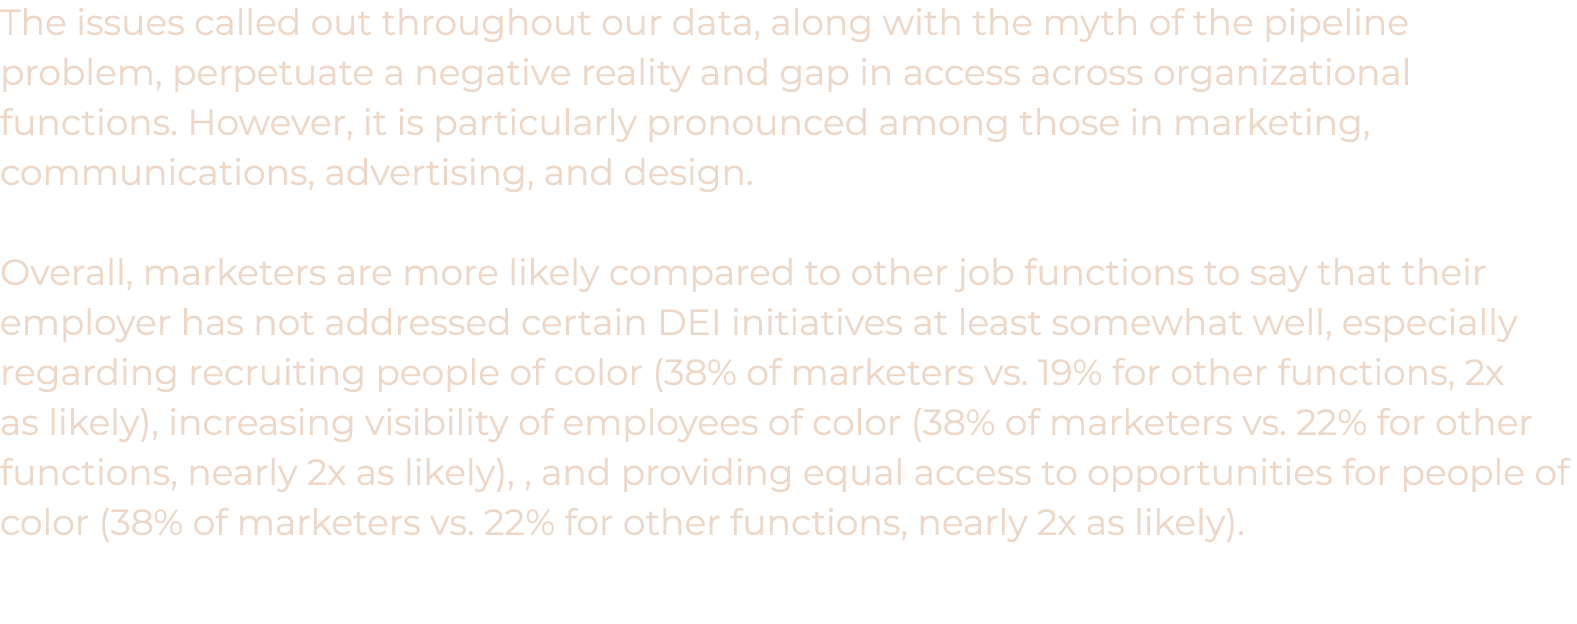 The issues called out throughout our data, along with the myth of the pipeline
problem, perpetuate a negative reality and gap in access across organizational
functions. However, it is particularly pronounced among those in marketing,
communications, advertising, and design.
Overall, marketers are more likely compared to other job functions to say that their
employer has not addressed certain DEI initiatives at least somewhat well, especially
regarding recruiting people of color (38% of marketers vs. 19% for other functions, 2x
as likely), increasing visibility of employees of color (38% of marketers vs. 22% for other
functions, nearly 2x as likely), , and providing equal access to opportunities for people of
color (38% of marketers vs. 22% for other functions, nearly 2x as likely).